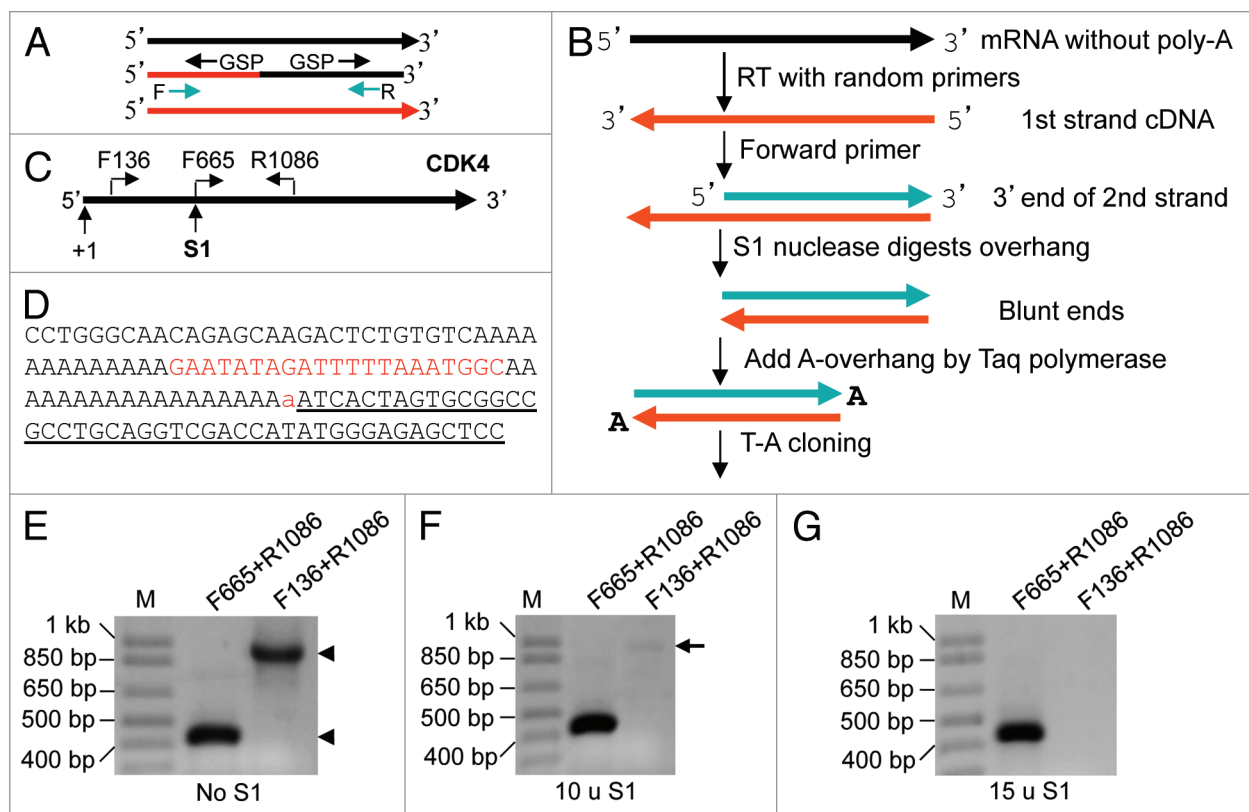 A
5' 3'
GSP GSP
5' 3'
F R
5' 3'
B
5' 3' mRNA without poly-A
RT with random primers
3' 5' 1st strand cDNA
Forward primer
5' 3' 3' end of 2nd strand
S1 nuclease digests overhang
Blunt ends
Add A-overhang by Taq polymerase
A
A
T-A cloning
C
F136 F665 R1086 CDK4
5' 3'
+1 S1
D
CCTGGGCAACAGAGCAAGACTCTGTGTCAAAA
AAAAAAAAAGAATATAGATTTTTAAATGGCAA
AAAAAAAAAAAAAAAAaATCACTAGTGCGGCC
GCCTGCAGGTCGACCATATGGGAGAGCTCC
E
M F665+R1086 F136+R1086
1 kb
850 bp
650 bp
500 bp
400 bp
No S1
F
M F665+R1086 F136+R1086
1 kb
850 bp
650 bp
500 bp
400 bp
10 u S1
G
M F665+R1086 F136+R1086
1 kb
850 bp
650 bp
500 bp
400 bp
15 u S1